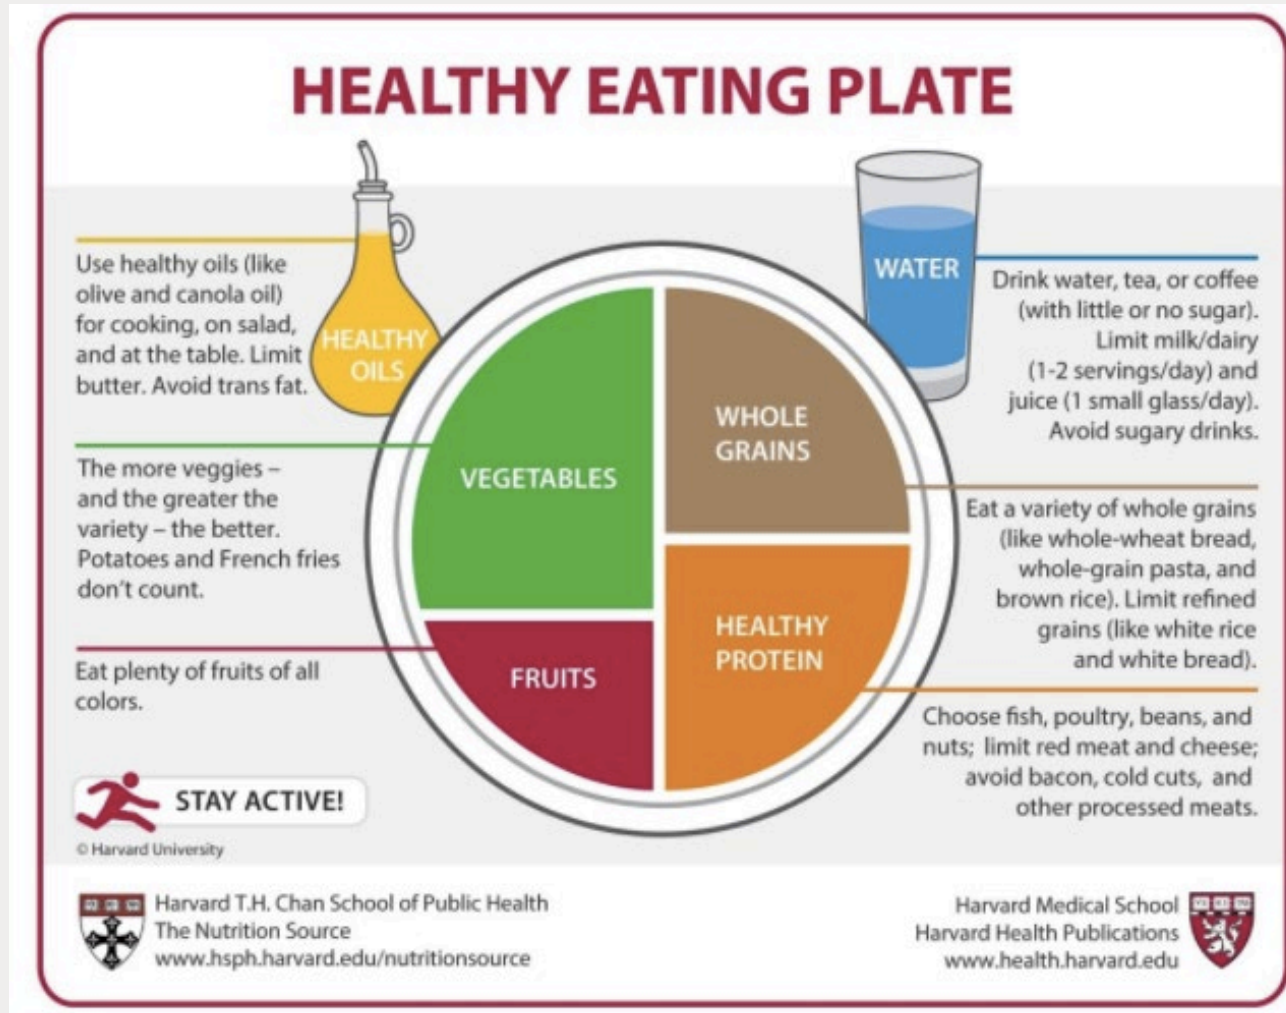 HEALTHY EATING PLATE
Use healthy oils (like
olive and canola oil)
for cooking, on salad,
and at the table. Limit
butter. Avoid trans fat.
HEALTHY
OILS
The more veggies –
and the greater the
variety – the better.
Potatoes and French fries
don't count.
Eat plenty of fruits of all
colors.
VEGETABLES
FRUITS
WHOLE
GRAINS
HEALTHY
PROTEIN
WATER
Drink water, tea, or coffee
(with little or no sugar).
Limit milk/dairy
(1-2 servings/day) and
juice (1 small glass/day).
Avoid sugary drinks.
Eat a variety of whole grains
(like whole-wheat bread,
whole-grain pasta, and
brown rice). Limit refined
grains (like white rice
and white bread).
Choose fish, poultry, beans, and
nuts; limit red meat and cheese;
avoid bacon, cold cuts, and
other processed meats.
STAY ACTIVE!
© Harvard University
Harvard T.H. Chan School of Public Health
The Nutrition Source
www.hsph.harvard.edu/nutritionsource
Harvard Medical School
Harvard Health Publications
www.health.harvard.edu